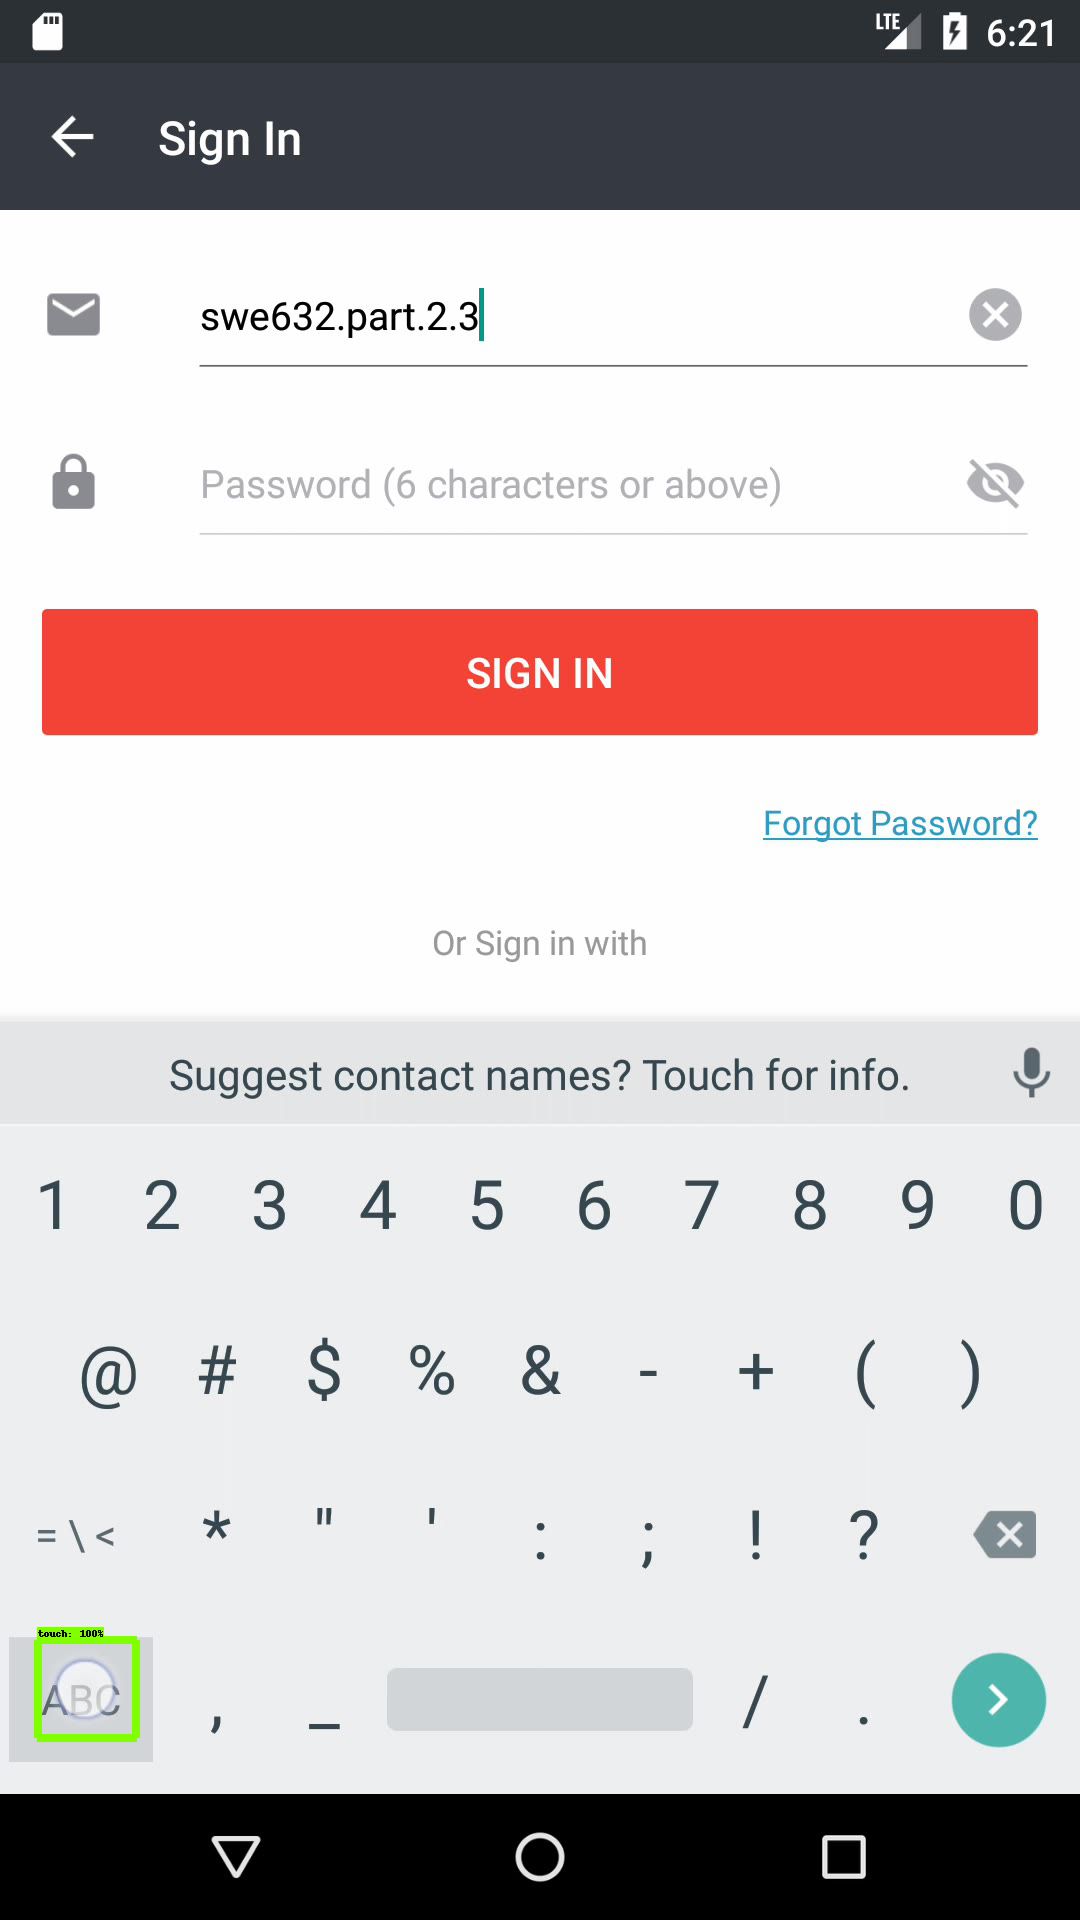 LTE 6:21
Sign In
swe632.part.2.3
Password (6 characters or above)
SIGN IN
Forgot Password?
Or Sign in with
Suggest contact names? Touch for info.
1 2 3 4 5 6 7 8 9 0
@ # $ % & - + ( )
= \ < * " ' : ; ! ?
touch: 100%
ABC , _ / .